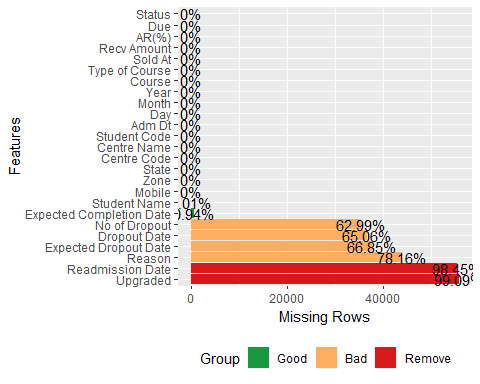 Status 0%
Due 0%
AR(%) 0%
Recv Amount 0%
Sold At 0%
Type of Course 0%
Course 0%
Year 0%
Month 0%
Day 0%
Adm Dt 0%
Student Code 0%
Centre Name 0%
Centre Code 0%
State 0%
Zone 0%
Mobile 0%
Student Name .01%
Expected Completion Date .94%
No of Dropout 62.99%
Dropout Date 65.06%
Expected Dropout Date 66.85%
Reason 78.16%
Readmission Date 98.45%
Upgraded 99.09%
Features
0 20000 40000
Missing Rows
Group Good Bad Remove